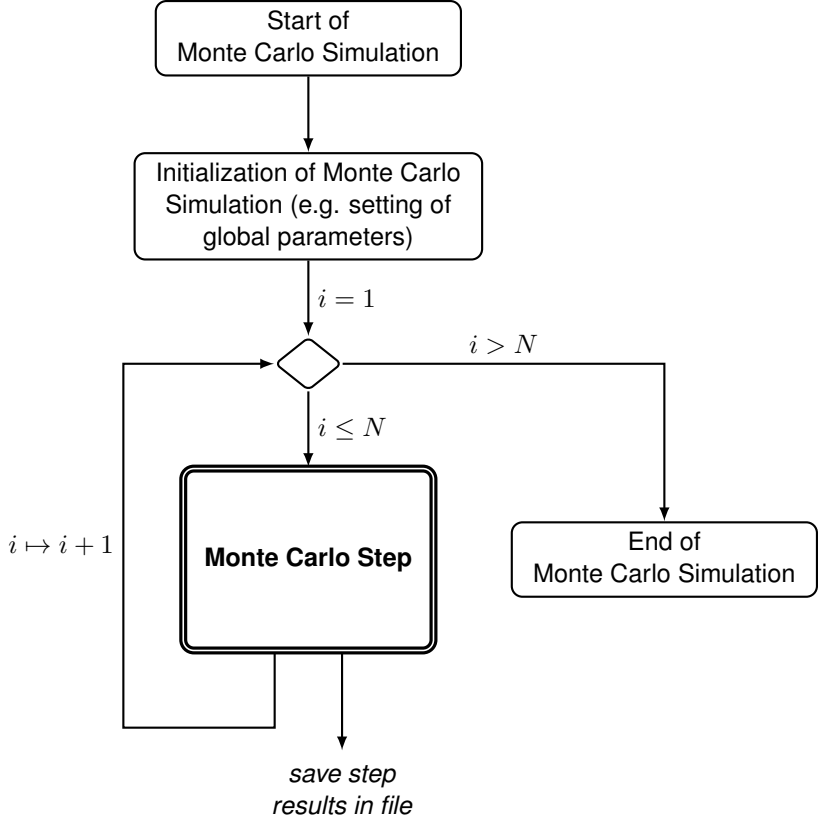 Start of
Monte Carlo Simulation
Initialization of Monte Carlo
Simulation (e.g. setting of
global parameters)
i = 1
i > N
i ≤ N
i ↦ i + 1
Monte Carlo Step
End of
Monte Carlo Simulation
save step
results in file